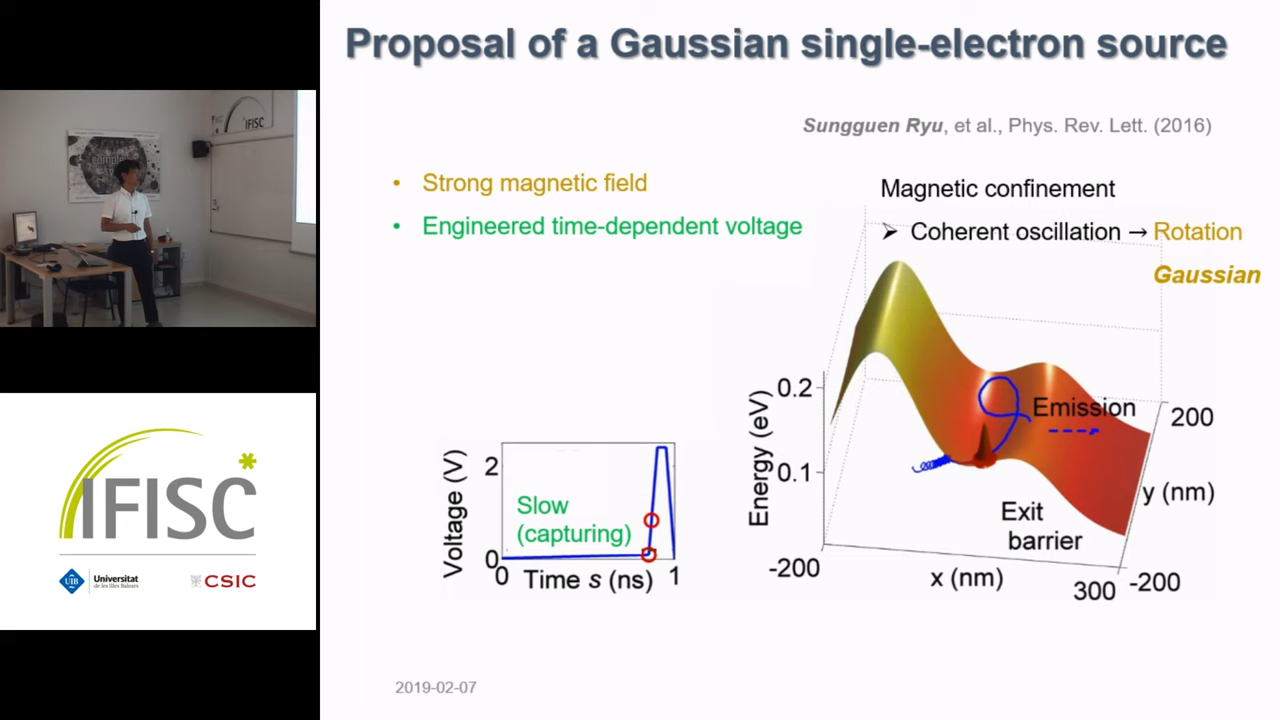 Proposal of a Gaussian single-electron source
Sungguen Ryu, et al., Phys. Rev. Lett. (2016)
• Strong magnetic field
• Engineered time-dependent voltage
Magnetic confinement
➤ Coherent oscillation → Rotation
Gaussian
Energy (eV)
0.2
0.1
-200
x (nm)
300
-200
y (nm)
200
Emission
Exit
barrier
Voltage (V)
2
0
Slow
(capturing)
0
Time s (ns)
1
2019-02-07
IFISC
IFISC
UIB
Universitat
de les Illes Balears
CSIC